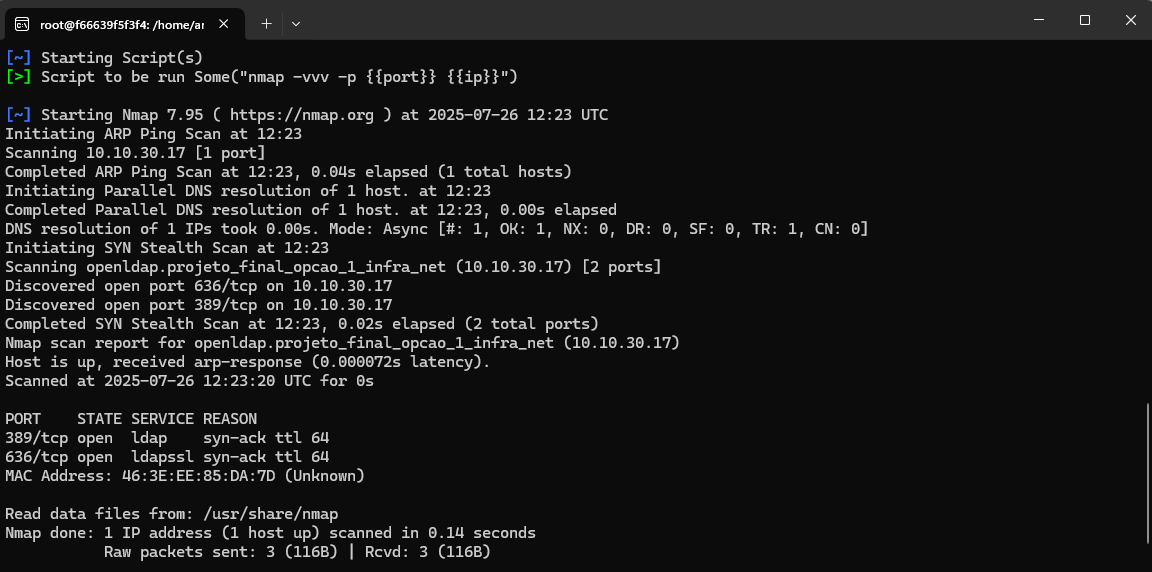 root@f66639f5f3f4: /home/ar
[~] Starting Script(s)
[>] Script to be run Some("nmap -vvv -p {{port}} {{ip}}")
[~] Starting Nmap 7.95 ( https://nmap.org ) at 2025-07-26 12:23 UTC
Initiating ARP Ping Scan at 12:23
Scanning 10.10.30.17 [1 port]
Completed ARP Ping Scan at 12:23, 0.04s elapsed (1 total hosts)
Initiating Parallel DNS resolution of 1 host. at 12:23
Completed Parallel DNS resolution of 1 host. at 12:23, 0.00s elapsed
DNS resolution of 1 IPs took 0.00s. Mode: Async [#: 1, OK: 1, NX: 0, DR: 0, SF: 0, TR: 1, CN: 0]
Initiating SYN Stealth Scan at 12:23
Scanning openldap.projeto_final_opcao_1_infra_net (10.10.30.17) [2 ports]
Discovered open port 636/tcp on 10.10.30.17
Discovered open port 389/tcp on 10.10.30.17
Completed SYN Stealth Scan at 12:23, 0.02s elapsed (2 total ports)
Nmap scan report for openldap.projeto_final_opcao_1_infra_net (10.10.30.17)
Host is up, received arp-response (0.000072s latency).
Scanned at 2025-07-26 12:23:20 UTC for 0s
PORT    STATE SERVICE REASON
389/tcp open  ldap    syn-ack ttl 64
636/tcp open  ldapssl syn-ack ttl 64
MAC Address: 46:3E:EE:85:DA:7D (Unknown)
Read data files from: /usr/share/nmap
Nmap done: 1 IP address (1 host up) scanned in 0.14 seconds
Raw packets sent: 3 (116B) | Rcvd: 3 (116B)